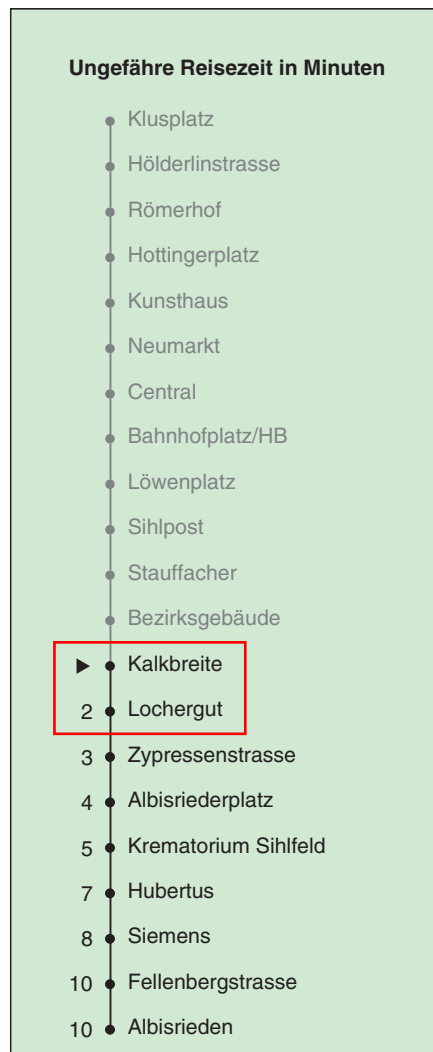 Ungefähre Reisezeit in Minuten
Klusplatz
Hölderlinstrasse
Römerhof
Hottingerplatz
Kunsthaus
Neumarkt
Central
Bahnhofplatz/HB
Löwenplatz
Sihlpost
Stauffacher
Bezirksgebäude
Kalkbreite
2 Lochergut
3 Zypressenstrasse
4 Albisriederplatz
5 Krematorium Sihlfeld
7 Hubertus
8 Siemens
10 Fellenbergstrasse
10 Albisrieden